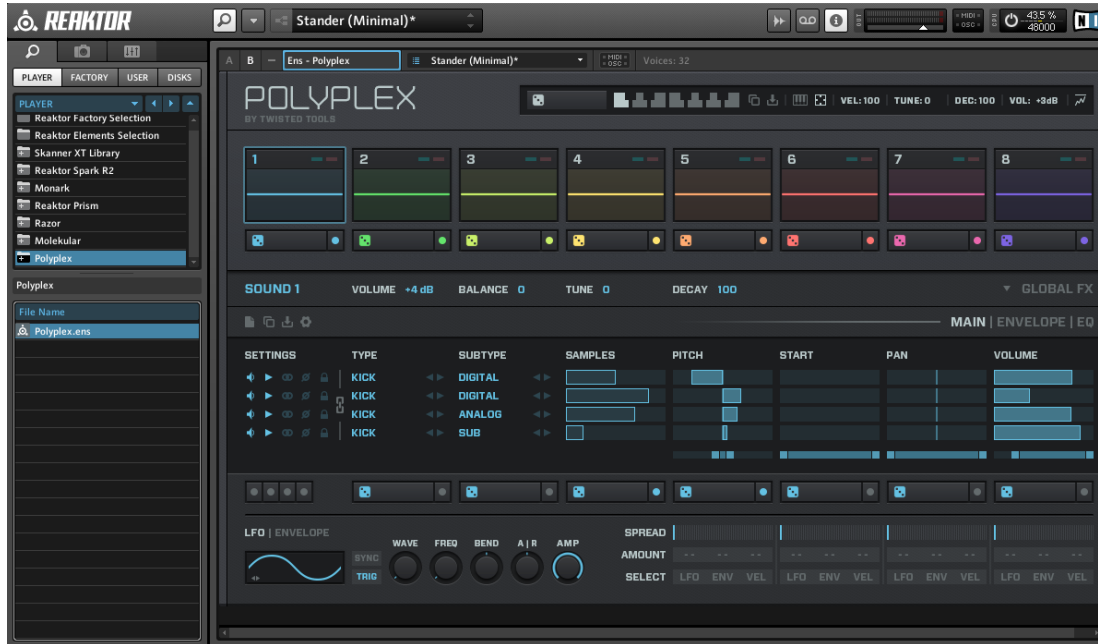 REAKTOR
Stander (Minimal)*
MIDI
OSC
OUT
CPU
43.5 %
48000
PLAYER FACTORY USER DISKS
PLAYER
Reaktor Factory Selection
Reaktor Elements Selection
Skanner XT Library
Reaktor Spark R2
Monark
Reaktor Prism
Razor
Molekular
Polyplex
Polyplex
File Name
Polyplex.ens
A B Ens - Polyplex Stander (Minimal)* MIDI OSC Voices: 32
POLYPLEX
BY TWISTED TOOLS
VEL: 100 TUNE: 0 DEC: 100 VOL: +3dB
1 2 3 4 5 6 7 8
SOUND 1 VOLUME +4 dB BALANCE 0 TUNE 0 DECAY 100 GLOBAL FX
MAIN | ENVELOPE | EQ
SETTINGS TYPE SUBTYPE SAMPLES PITCH START PAN VOLUME
KICK DIGITAL
KICK DIGITAL
KICK ANALOG
KICK SUB
LFO | ENVELOPE
WAVE FREQ BEND A | R AMP
SYNC
TRIG
SPREAD
AMOUNT -- -- -- -- -- -- -- -- -- -- -- --
SELECT LFO ENV VEL LFO ENV VEL LFO ENV VEL LFO ENV VEL